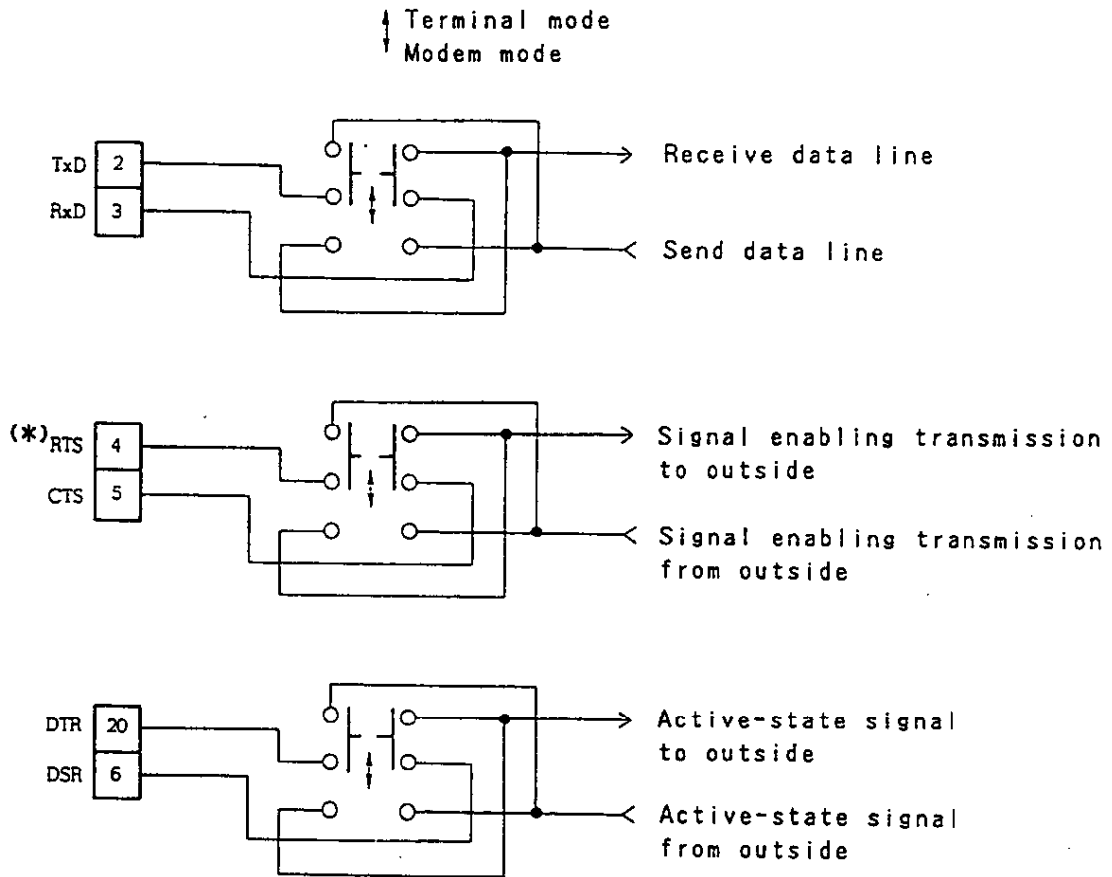 Terminal mode
Modem mode
TxD 2
RxD 3
Receive data line
Send data line
(*) RTS 4
CTS 5
Signal enabling transmission
to outside
Signal enabling transmission
from outside
DTR 20
DSR 6
Active-state signal
to outside
Active-state signal
from outside